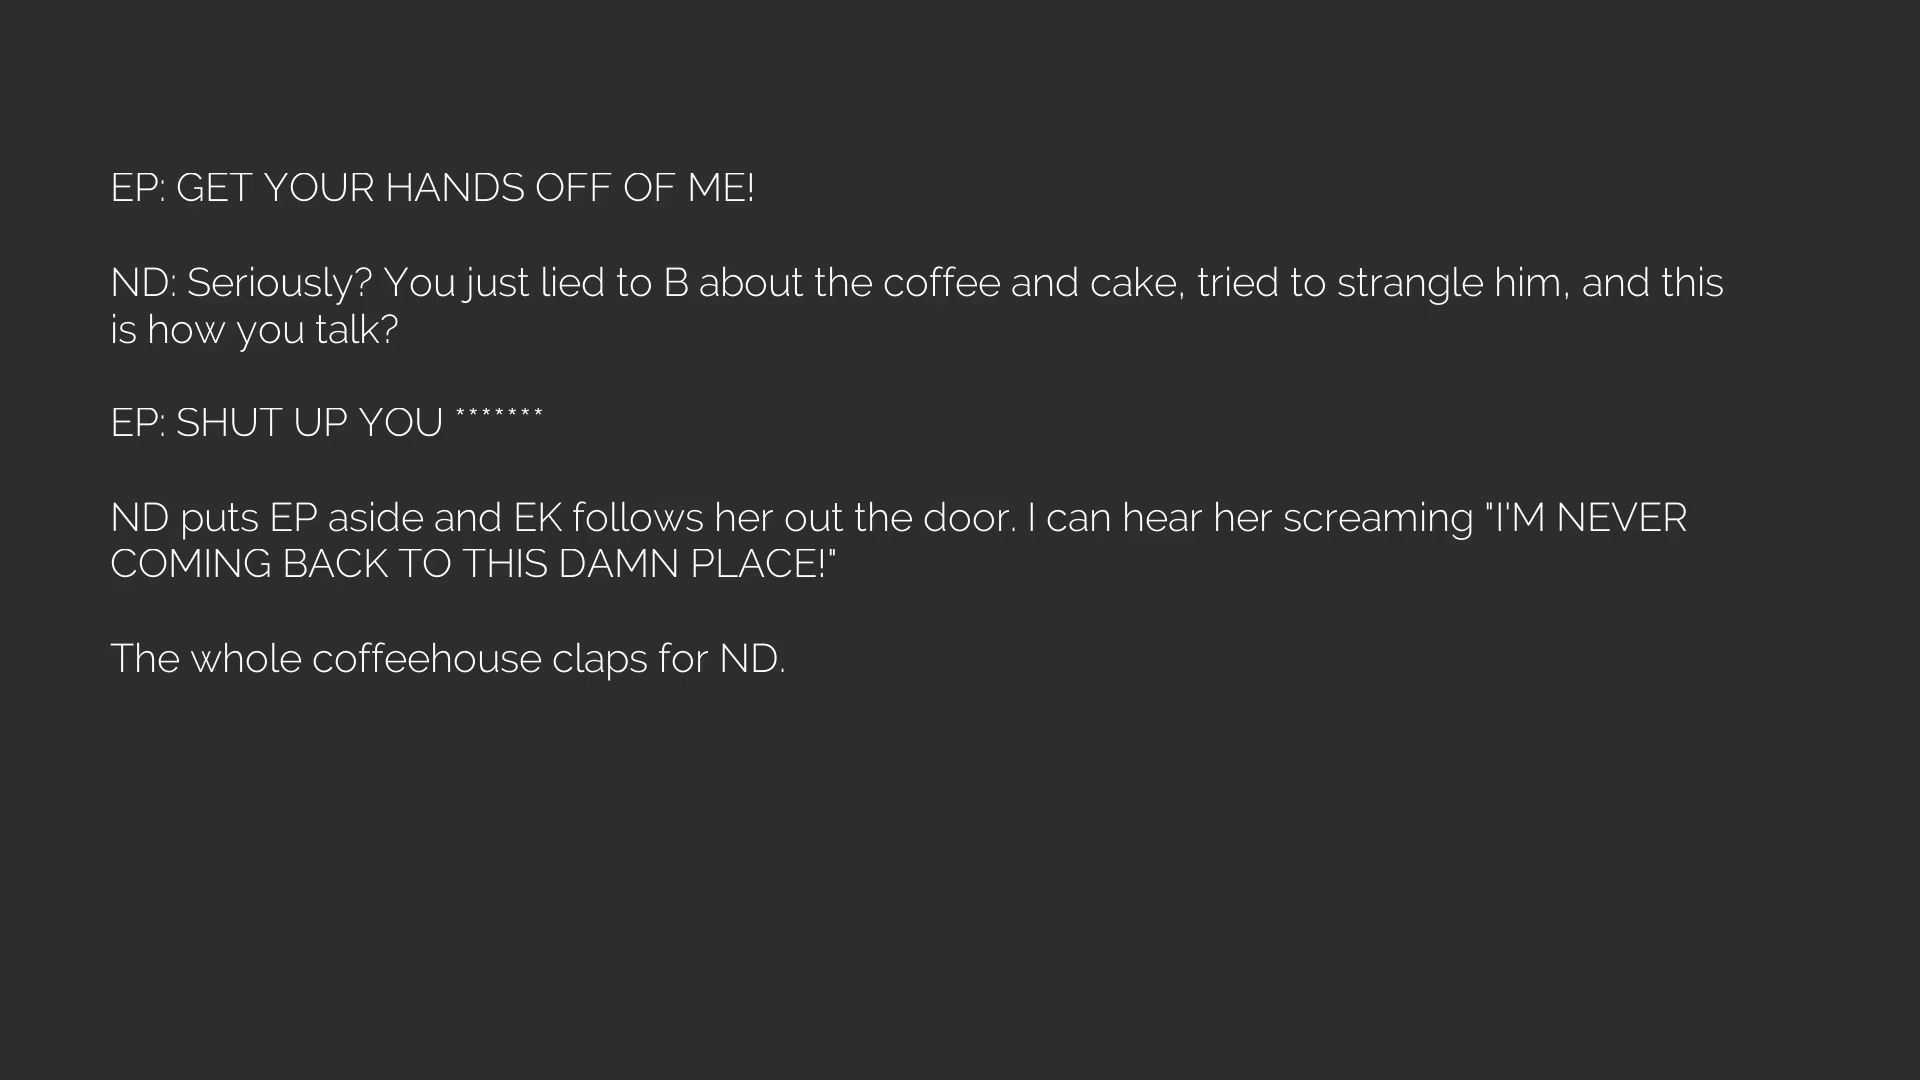 EP: GET YOUR HANDS OFF OF ME!
ND: Seriously? You just lied to B about the coffee and cake, tried to strangle him, and this
is how you talk?
EP: SHUT UP YOU *******
ND puts EP aside and EK follows her out the door. I can hear her screaming "I'M NEVER
COMING BACK TO THIS DAMN PLACE!"
The whole coffeehouse claps for ND.